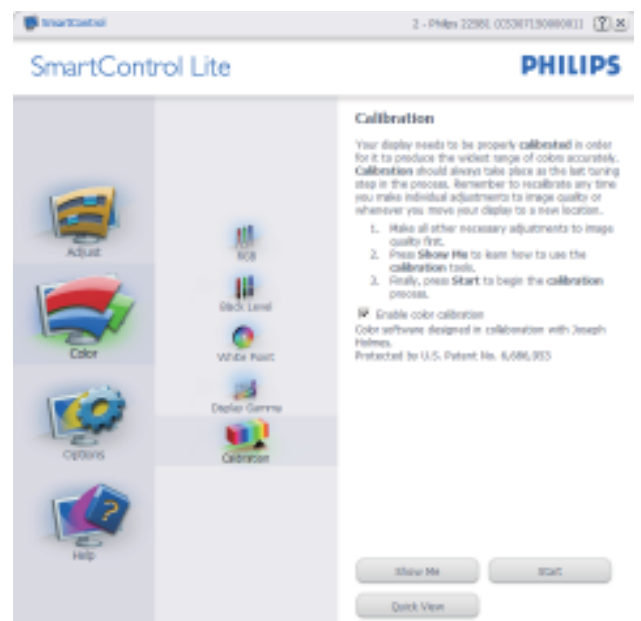 SmartControl
SmartControl Lite
PHILIPS
Adjust
Color
Options
Help
RGB
Black Level
White Point
Display Gamma
Calibration
Calibration
Your display needs to be properly calibrated in order
for it to produce the widest range of colors accurately.
Calibration should always take place as the last tuning
step in the process. Remember to recalibrate any time
you make individual adjustments to image quality or
whenever you move your display to a new location.
1. Make all other necessary adjustments to image
quality first.
2. Press Show Me to learn how to use the
calibration tools.
3. Finally, press Start to begin the calibration
process.
Enable color calibration
Color software designed in collaboration with Joseph
Holmes.
Protected by U.S. Patent No. 6,686,953
Show Me
Start
Quick View